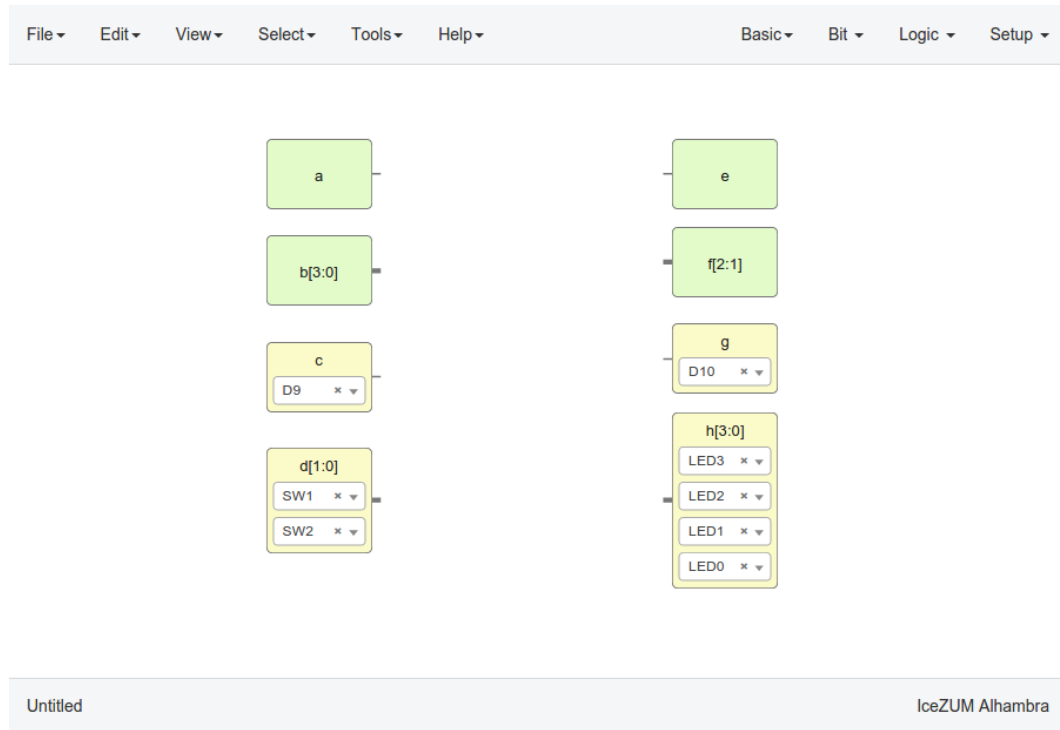 File Edit View Select Tools Help Basic Bit Logic Setup
a
e
b[3:0]
f[2:1]
c
D9
g
D10
d[1:0]
SW1
SW2
h[3:0]
LED3
LED2
LED1
LED0
Untitled
IceZUM Alhambra